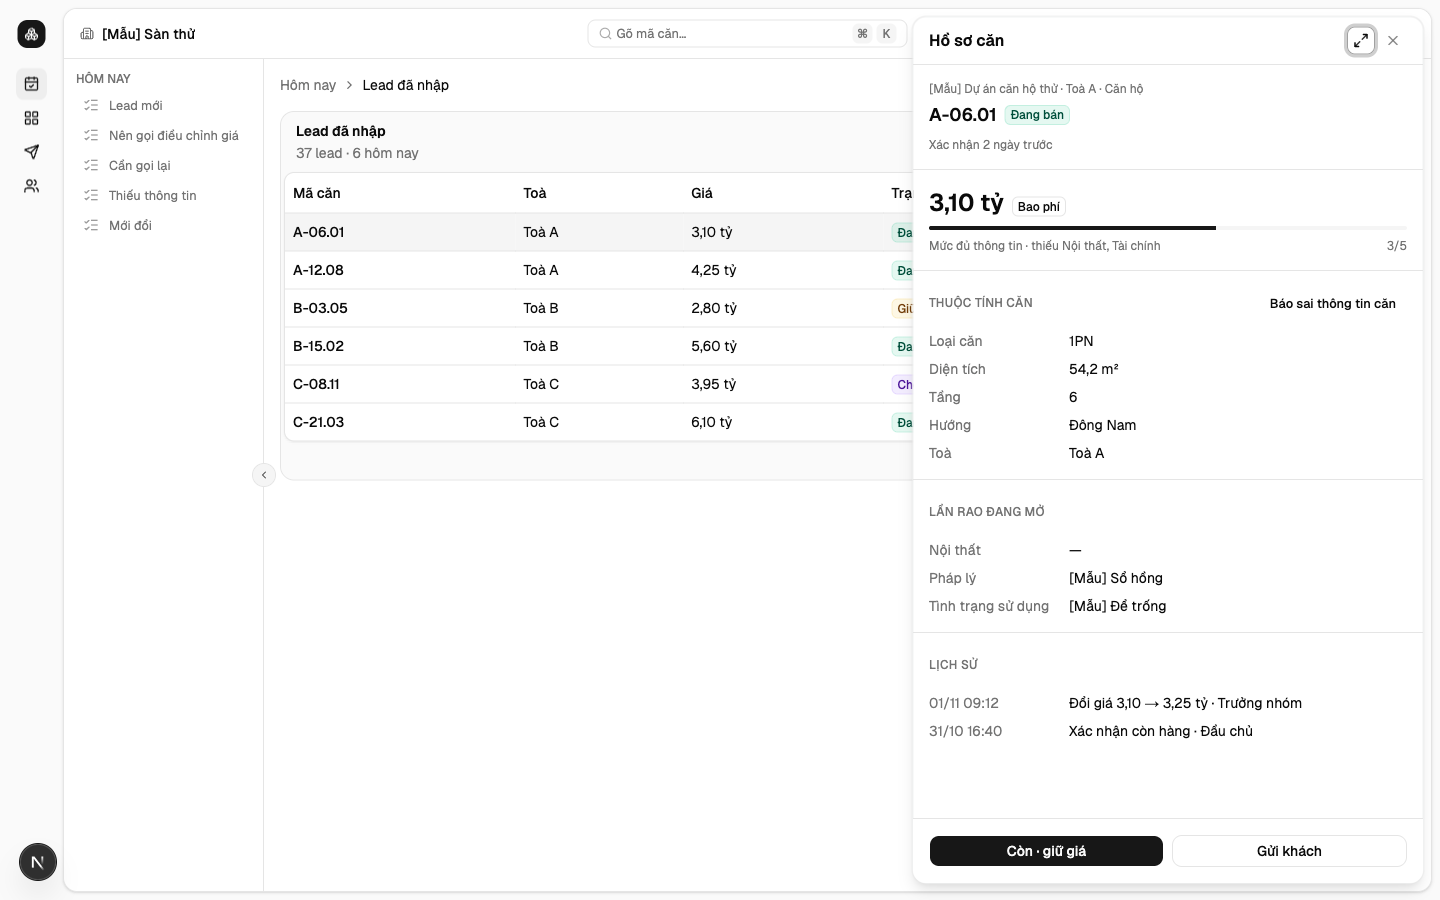 [Mẫu] Sàn thử
Gõ mã căn...
⌘ K
HÔM NAY
Lead mới
Nên gọi điều chỉnh giá
Cần gọi lại
Thiếu thông tin
Mới đổi
Hôm nay > Lead đã nhập
Lead đã nhập
37 lead · 6 hôm nay
Mã căn Toà Giá Trạ
A-06.01 Toà A 3,10 tỷ Đa
A-12.08 Toà A 4,25 tỷ Đa
B-03.05 Toà B 2,80 tỷ Giũ
B-15.02 Toà B 5,60 tỷ Đa
C-08.11 Toà C 3,95 tỷ Ch
C-21.03 Toà C 6,10 tỷ Đa
N
Hồ sơ căn
[Mẫu] Dự án căn hộ thử · Toà A · Căn hộ
A-06.01 Đang bán
Xác nhận 2 ngày trước
3,10 tỷ Bao phí
Mức đủ thông tin · thiếu Nội thất, Tài chính 3/5
THUỘC TÍNH CĂN Báo sai thông tin căn
Loại căn 1PN
Diện tích 54,2 m²
Tầng 6
Hướng Đông Nam
Toà Toà A
LẦN RAO ĐANG MỞ
Nội thất —
Pháp lý [Mẫu] Sổ hồng
Tình trạng sử dụng [Mẫu] Để trống
LỊCH SỬ
01/11 09:12 Đổi giá 3,10 → 3,25 tỷ · Trưởng nhóm
31/10 16:40 Xác nhận còn hàng · Đầu chủ
Còn · giữ giá
Gửi khách